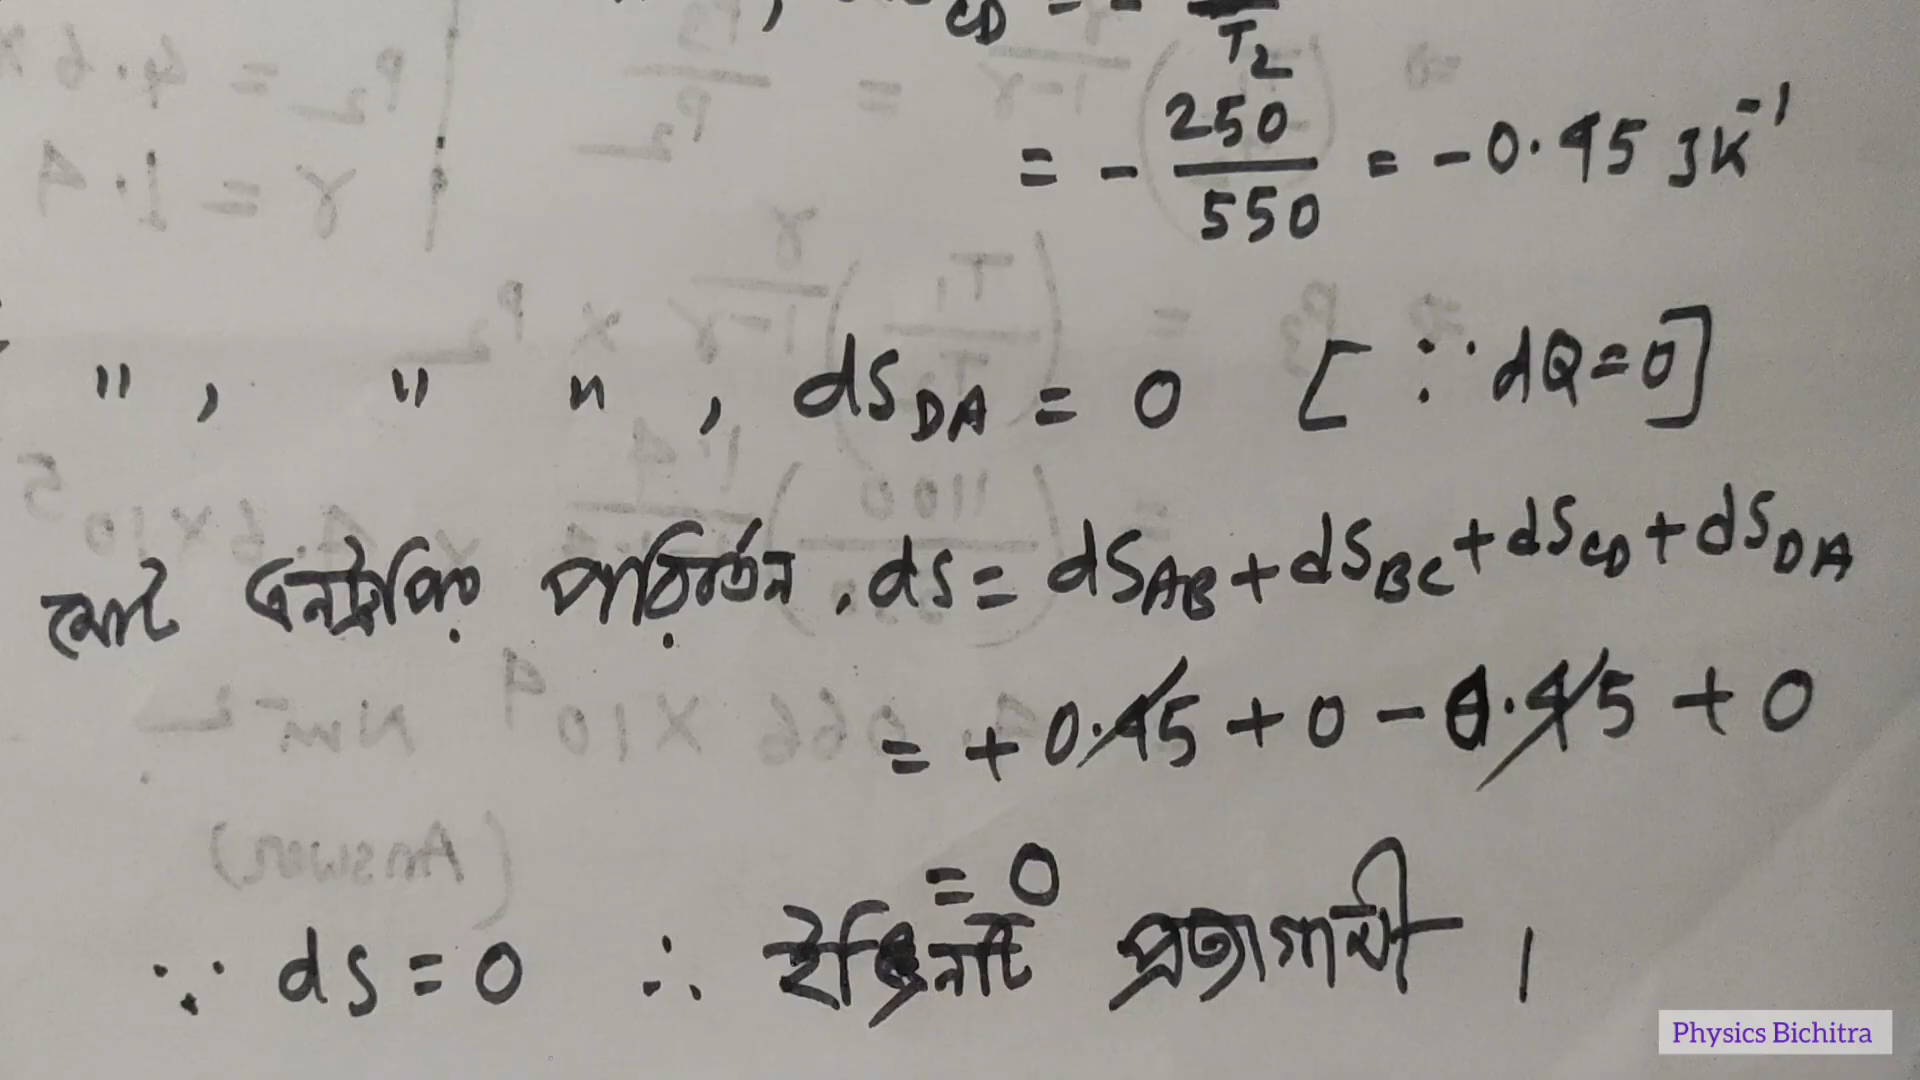 CD = - T₂
= - 250/550 = - 0.45 JK⁻¹
" , " " , dS_DA = 0 [∵ dQ = 0]
মোট এনট্রপির পরিবর্তন, ds = dS_AB + dS_BC + dS_CD + dS_DA
= + 0.45 + 0 - 0.45 + 0
= 0
∵ ds = 0 ∴ ইঞ্জিনটি প্রত্যাগামী ।
Physics Bichitra